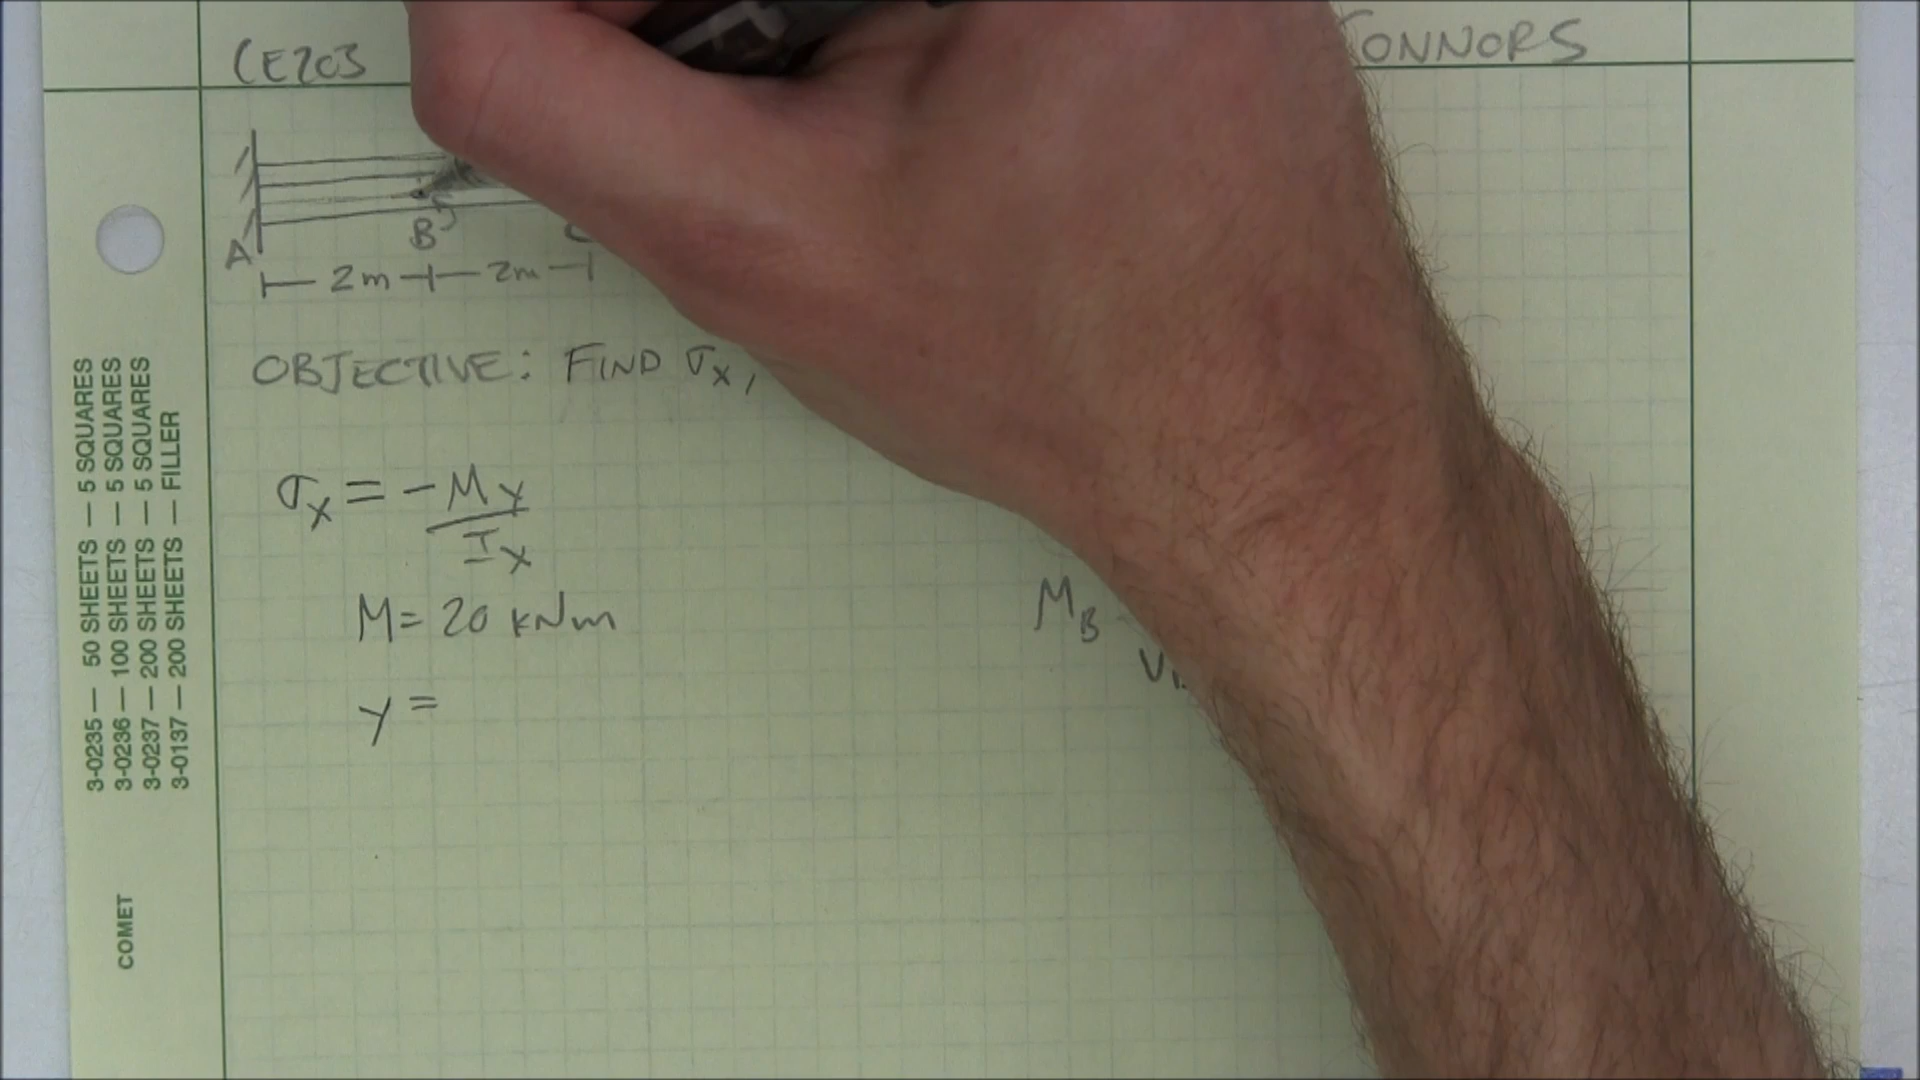 CE203
CONNORS
A
B
C
2m 2m
OBJECTIVE: FIND σx,
σx = -My
Ix
M = 20 kNm
y =
MB
3-0235 — 50 SHEETS — 5 SQUARES
3-0236 — 100 SHEETS — 5 SQUARES
3-0237 — 200 SHEETS — 5 SQUARES
3-0137 — 200 SHEETS — FILLER
COMET